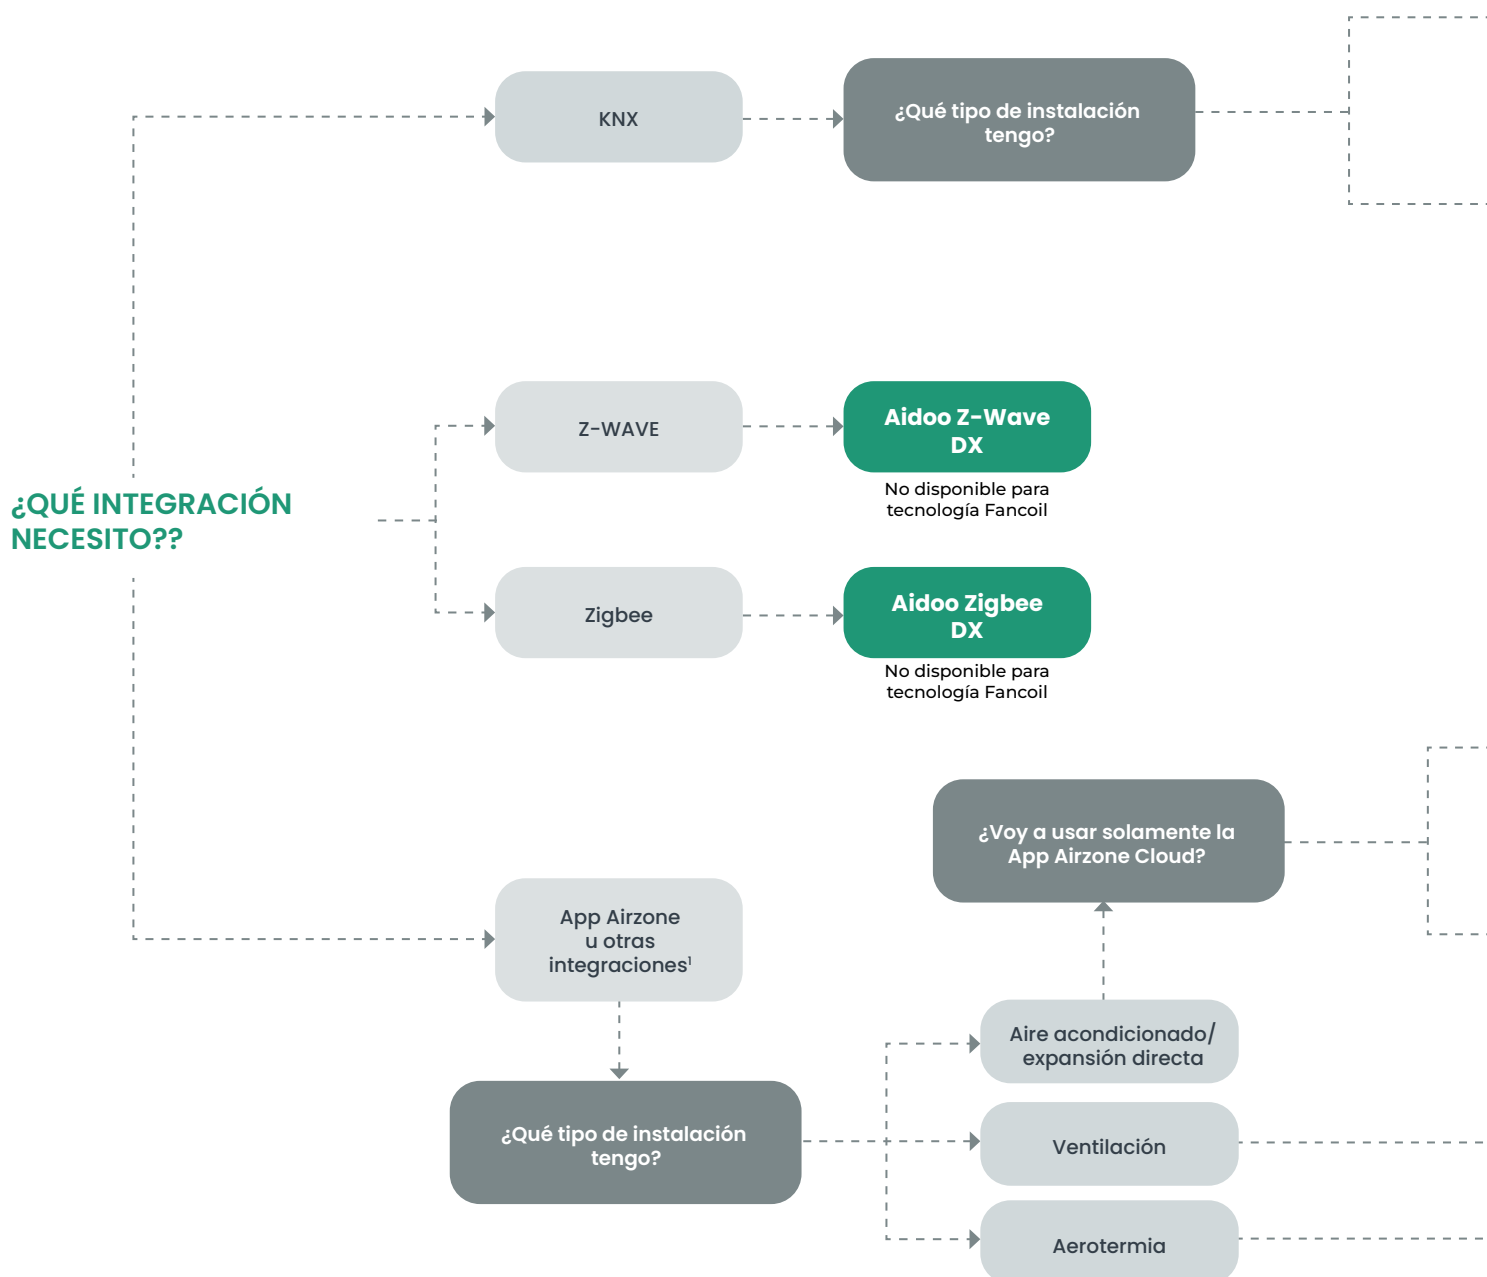 KNX
¿Qué tipo de instalación
tengo?
Z-WAVE
Aidoo Z-Wave
DX
No disponible para
tecnología Fancoil
¿QUÉ INTEGRACIÓN
NECESITO??
Zigbee
Aidoo Zigbee
DX
No disponible para
tecnología Fancoil
¿Voy a usar solamente la
App Airzone Cloud?
App Airzone
u otras
integraciones¹
Aire acondicionado/
expansión directa
¿Qué tipo de instalación
tengo?
Ventilación
Aerotermia